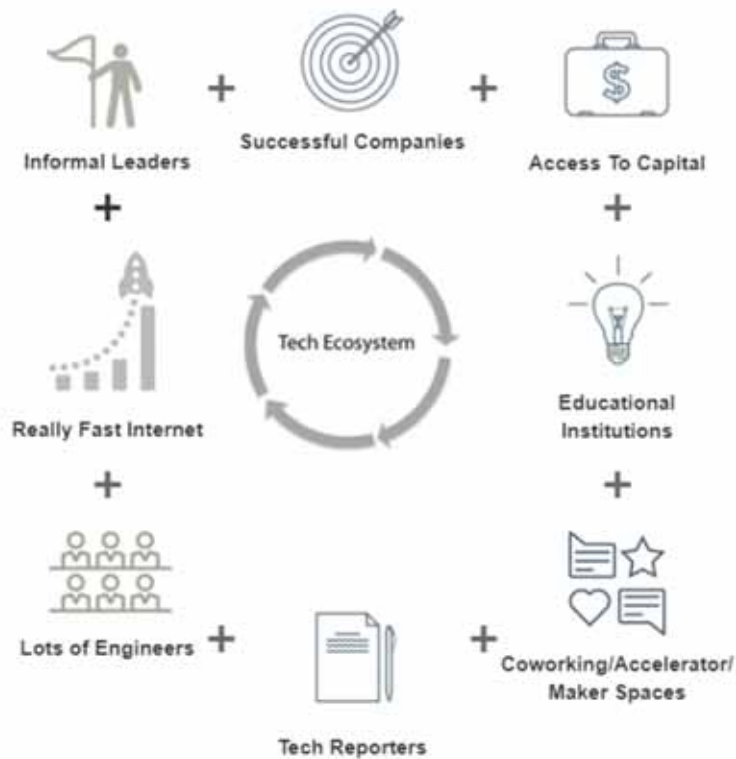 Informal Leaders
+
Successful Companies
+
$
Access To Capital
+
+
Tech Ecosystem
Really Fast Internet
Educational
Institutions
+
+
Lots of Engineers
+
Tech Reporters
+
Coworking/Accelerator/
Maker Spaces